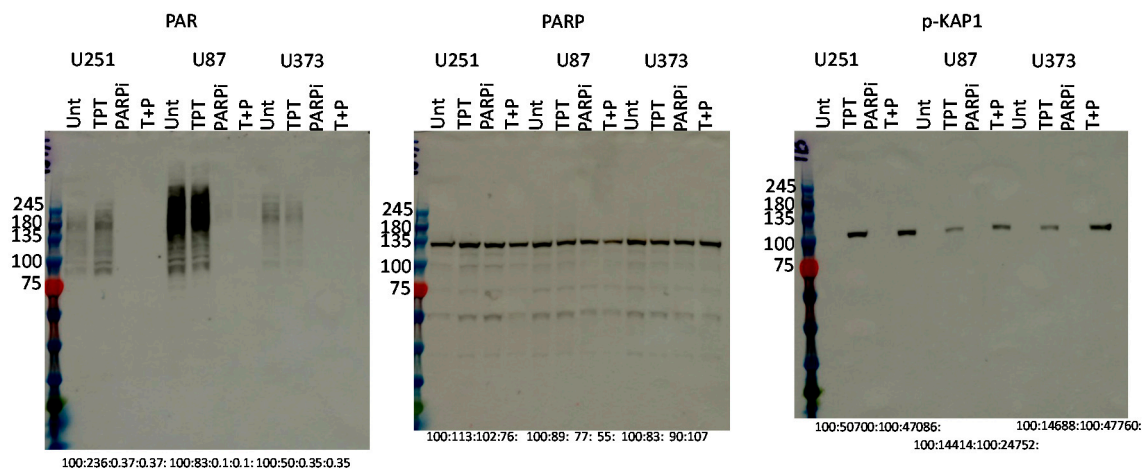 PAR
U251 U87 U373
Unt TPT PARPi T+P Unt TPT PARPi T+P Unt TPT PARPi T+P
245
180
135
100
75
100:236:0.37:0.37: 100:83:0.1:0.1: 100:50:0.35:0.35
PARP
U251 U87 U373
Unt TPT PARPi T+P Unt TPT PARPi T+P Unt TPT PARPi T+P
245
180
135
100
75
100:113:102:76: 100:89: 77: 55: 100:83: 90:107
p-KAP1
U251 U87 U373
Unt TPT PARPi T+P Unt TPT PARPi T+P Unt TPT PARPi T+P
245
180
135
100
75
100:50700:100:47086: 100:14688:100:47760:
100:14414:100:24752: